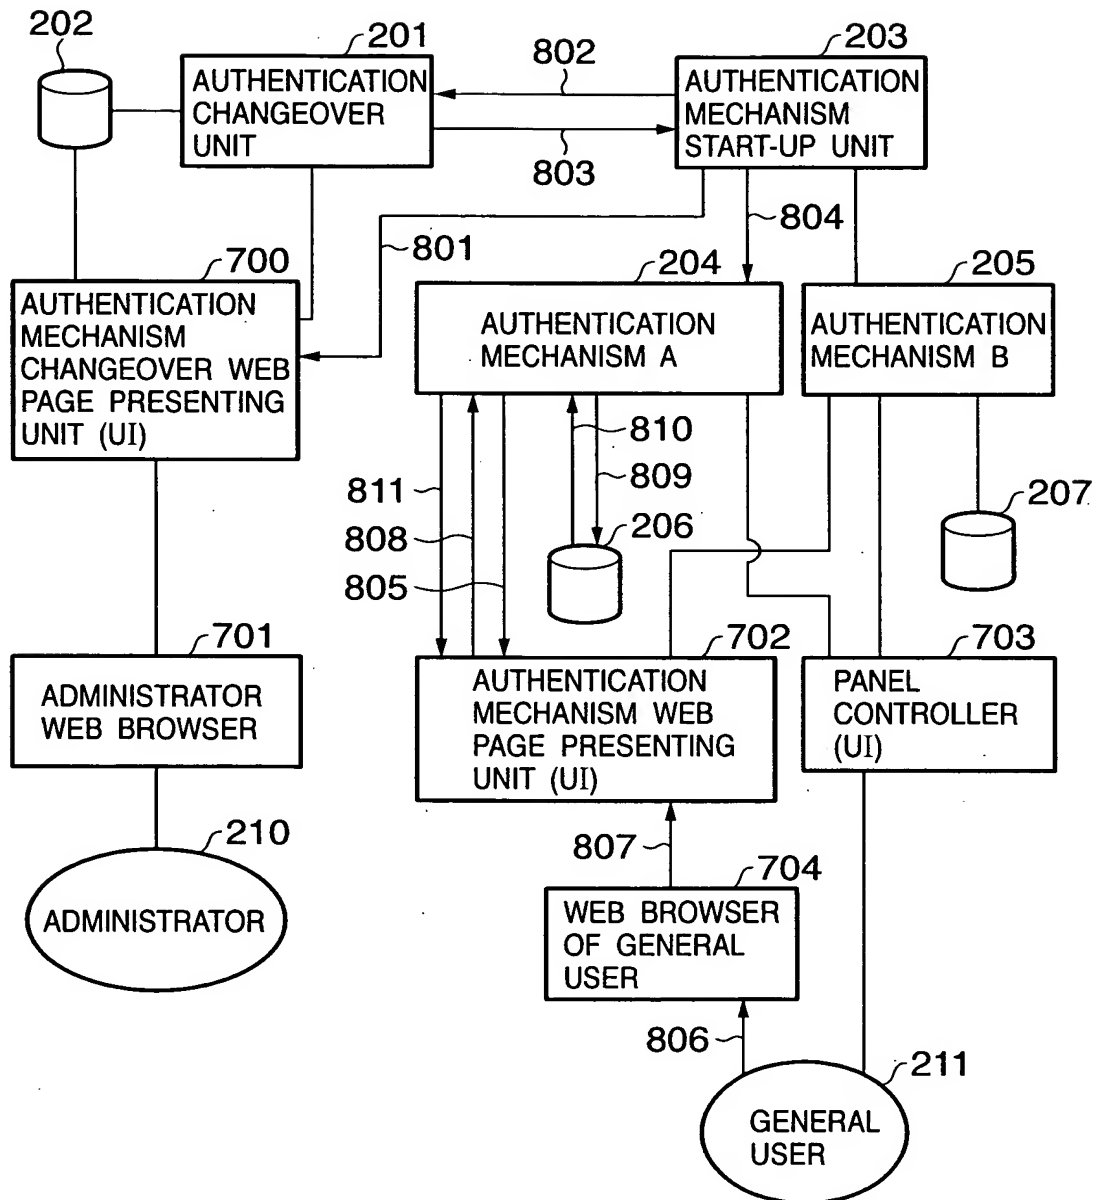 202
201
203
AUTHENTICATION
CHANGEOVER
UNIT
802
803
AUTHENTICATION
MECHANISM
START-UP UNIT
801
804
700
204
205
AUTHENTICATION
MECHANISM
CHANGEOVER WEB
PAGE PRESENTING
UNIT (UI)
AUTHENTICATION
MECHANISM A
AUTHENTICATION
MECHANISM B
810
809
811
808
805
206
207
701
702
703
ADMINISTRATOR
WEB BROWSER
AUTHENTICATION
MECHANISM WEB
PAGE PRESENTING
UNIT (UI)
PANEL
CONTROLLER
(UI)
210
ADMINISTRATOR
807
704
WEB BROWSER
OF GENERAL
USER
806
211
GENERAL
USER